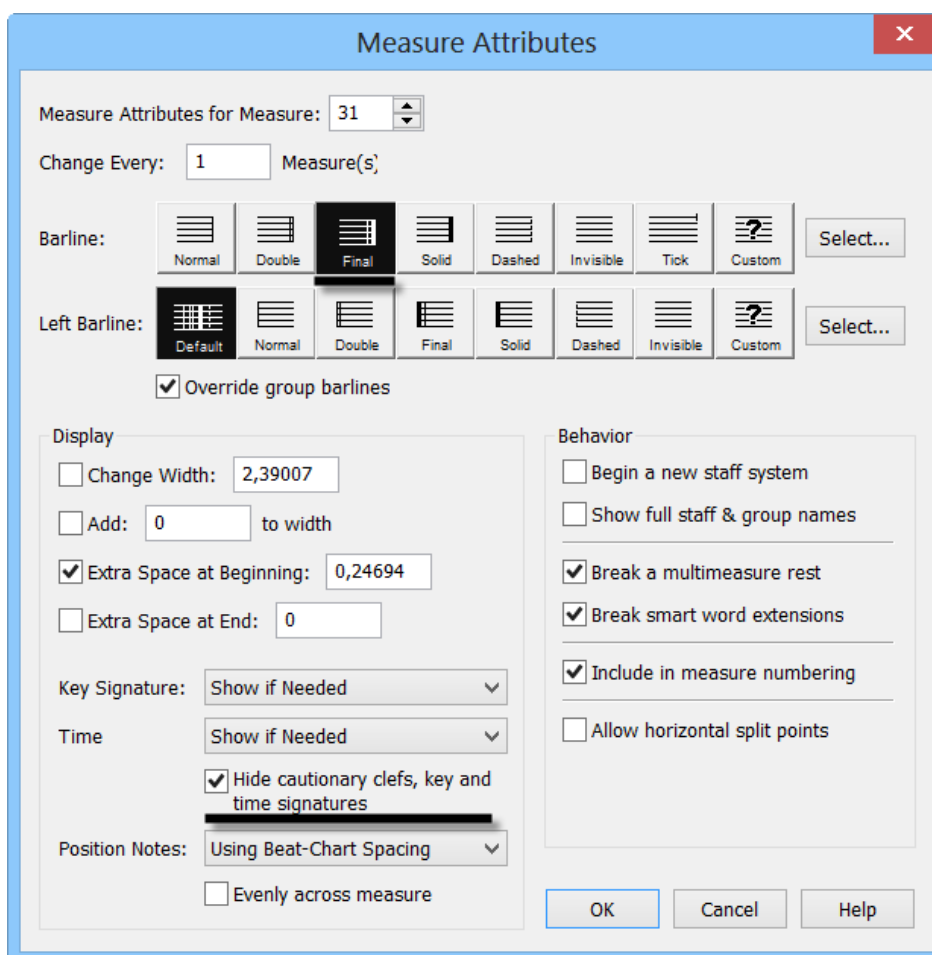 Measure Attributes
x
Measure Attributes for Measure: 31
Change Every: 1 Measure(s)
Barline: Normal Double Final Solid Dashed Invisible Tick ? Custom Select...
Left Barline: Default Normal Double Final Solid Dashed Invisible ? Custom Select...
Override group barlines
Display
Change Width: 2,39007
Add: 0 to width
Extra Space at Beginning: 0,24694
Extra Space at End: 0
Key Signature: Show if Needed
Time Show if Needed
Hide cautionary clefs, key and
time signatures
Position Notes: Using Beat-Chart Spacing
Evenly across measure
Behavior
Begin a new staff system
Show full staff & group names
Break a multimeasure rest
Break smart word extensions
Include in measure numbering
Allow horizontal split points
OK Cancel Help